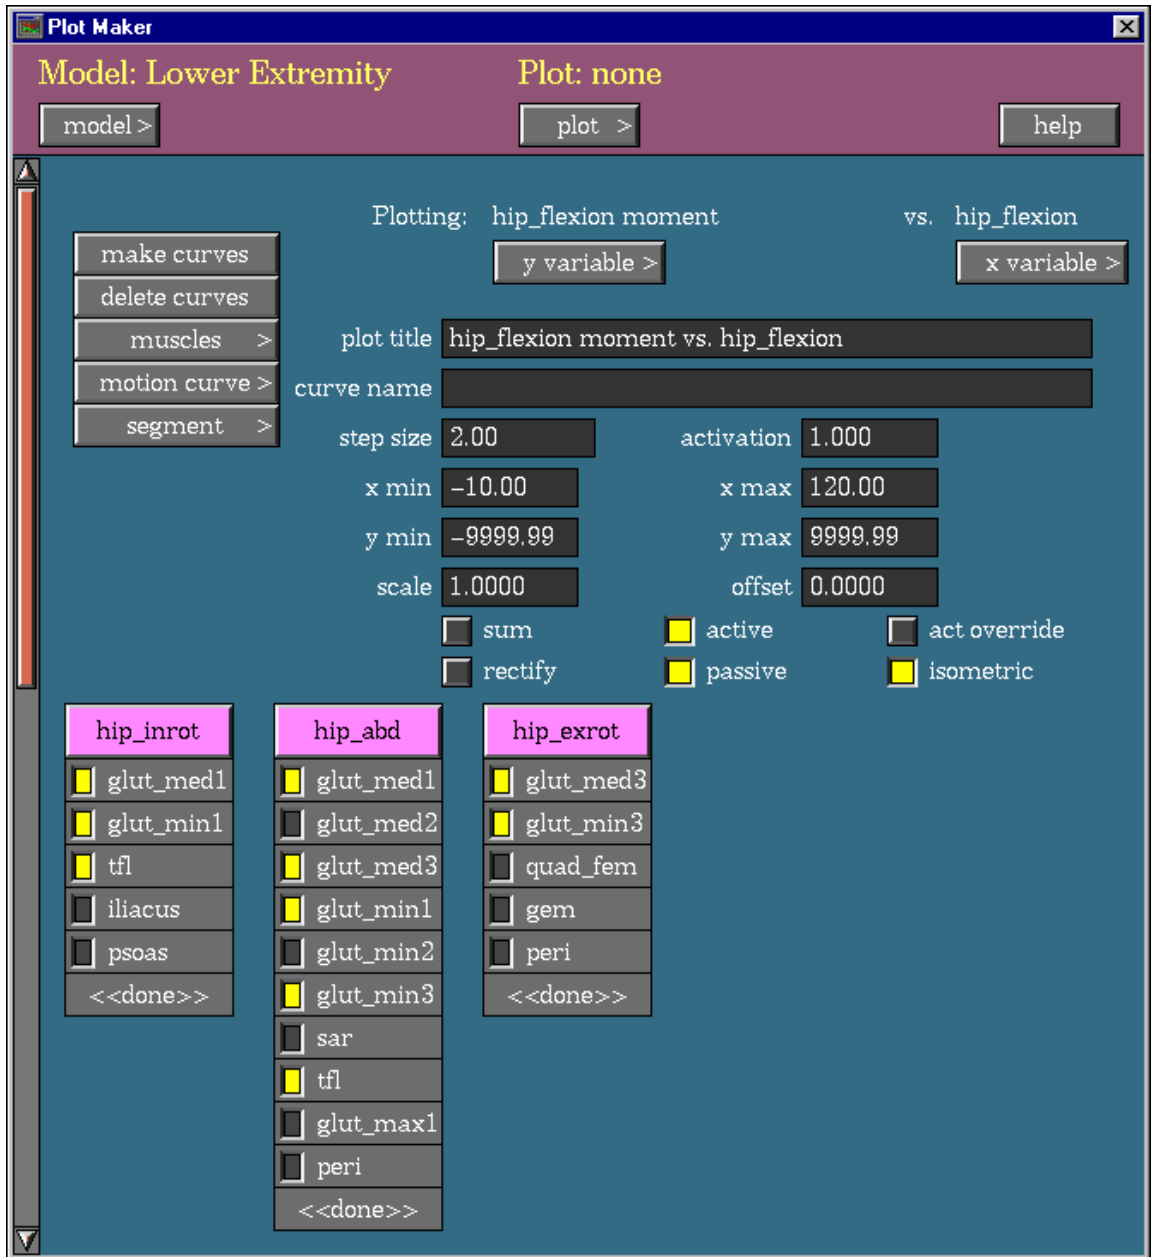 Plot Maker
Model: Lower Extremity Plot: none
model > plot > help
Plotting: hip_flexion moment vs. hip_flexion
make curves y variable > x variable >
delete curves
muscles > plot title hip_flexion moment vs. hip_flexion
motion curve > curve name
segment > step size 2.00 activation 1.000
x min -10.00 x max 120.00
y min -9999.99 y max 9999.99
scale 1.0000 offset 0.0000
sum active act override
rectify passive isometric
hip_inrot hip_abd hip_exrot
glut_med1 glut_med1 glut_med3
glut_min1 glut_med2 glut_min3
tfl glut_med3 quad_fem
iliacus glut_min1 gem
psoas glut_min2 peri
<<done>> glut_min3 <<done>>
sar
tfl
glut_max1
peri
<<done>>